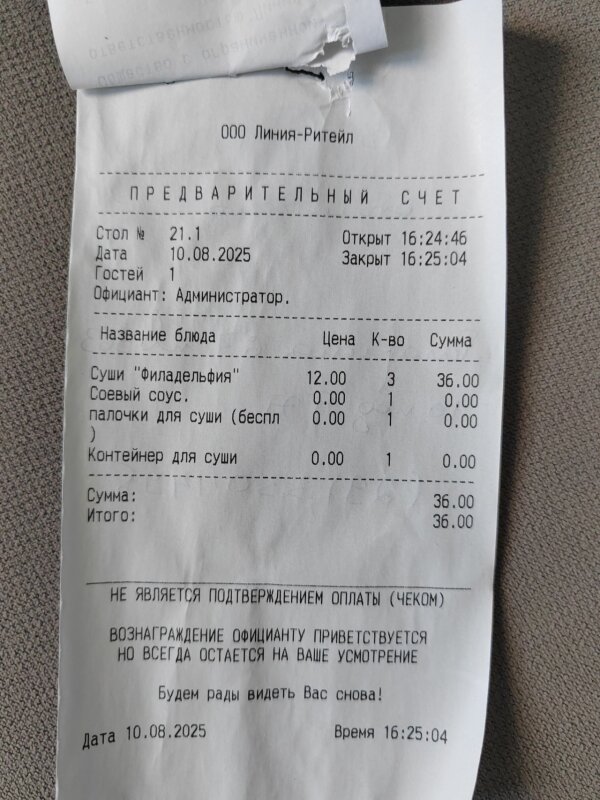 ООО Линия-Ритейл
ПРЕДВАРИТЕЛЬНЫЙ СЧЕТ
Стол № 21.1 Открыт 16:24:46
Дата 10.08.2025 Закрыт 16:25:04
Гостей 1
Официант: Администратор.
Название блюда Цена К-во Сумма
Суши "Филадельфия" 12.00 3 36.00
Соевый соус. 0.00 1 0.00
палочки для суши (беспл 0.00 1 0.00
)
Контейнер для суши 0.00 1 0.00
Сумма: 36.00
Итого: 36.00
НЕ ЯВЛЯЕТСЯ ПОДТВЕРЖДЕНИЕМ ОПЛАТЫ (ЧЕКОМ)
ВОЗНАГРАЖДЕНИЕ ОФИЦИАНТУ ПРИВЕТСТВУЕТСЯ
НО ВСЕГДА ОСТАЕТСЯ НА ВАШЕ УСМОТРЕНИЕ
Будем рады видеть Вас снова!
Дата 10.08.2025 Время 16:25:04